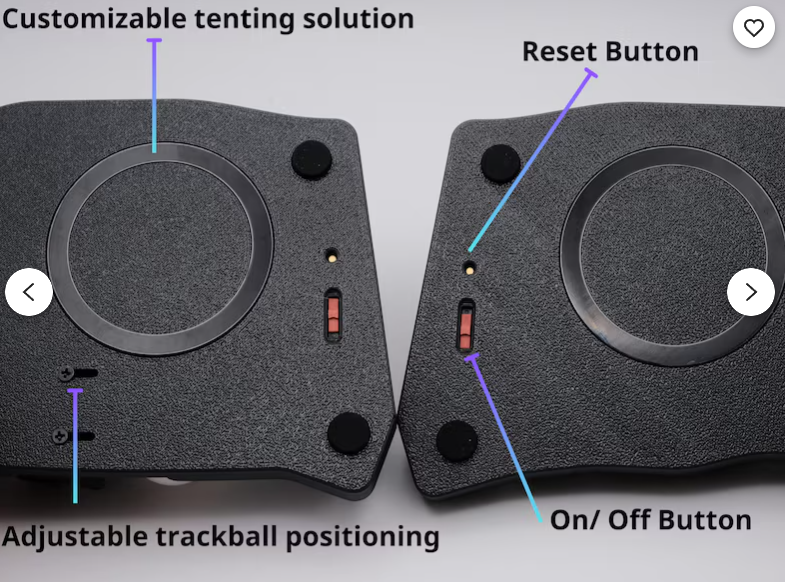 Customizable tenting solution
Reset Button
On/ Off Button
Adjustable trackball positioning